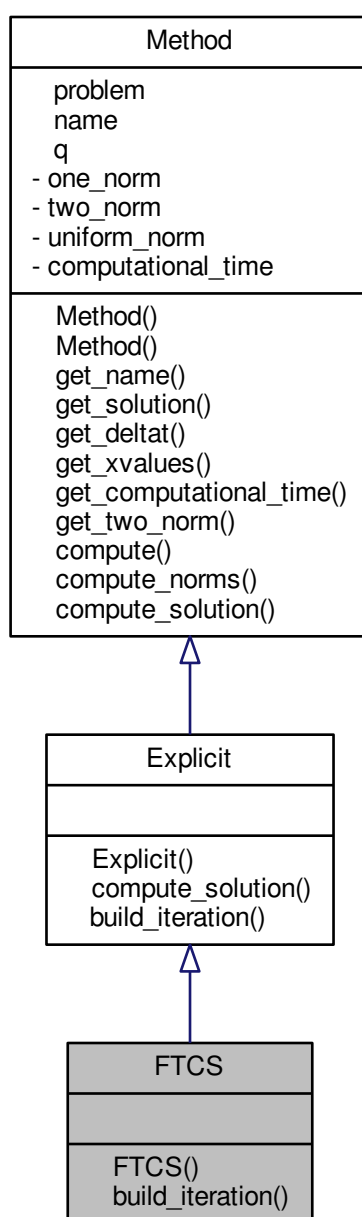 Method
problem
name
q
- one_norm
- two_norm
- uniform_norm
- computational_time
Method()
Method()
get_name()
get_solution()
get_deltat()
get_xvalues()
get_computational_time()
get_two_norm()
compute()
compute_norms()
compute_solution()
Explicit
Explicit()
compute_solution()
build_iteration()
FTCS
FTCS()
build_iteration()